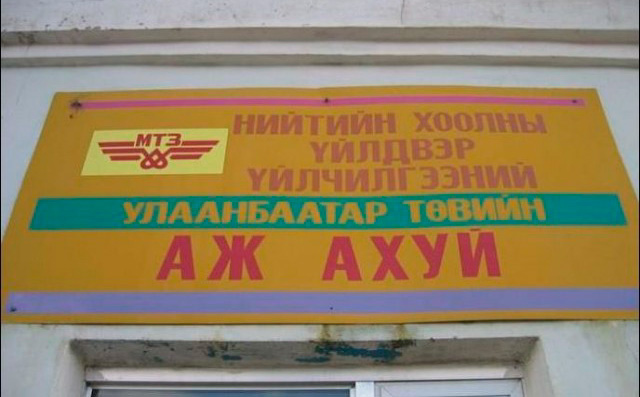 МТЗ
НИЙТИЙН ХООЛНЫ
ҮЙЛДВЭР
ҮЙЛЧИЛГЭЭНИЙ
УЛААНБААТАР ТӨВИЙН
АЖ АХУЙ